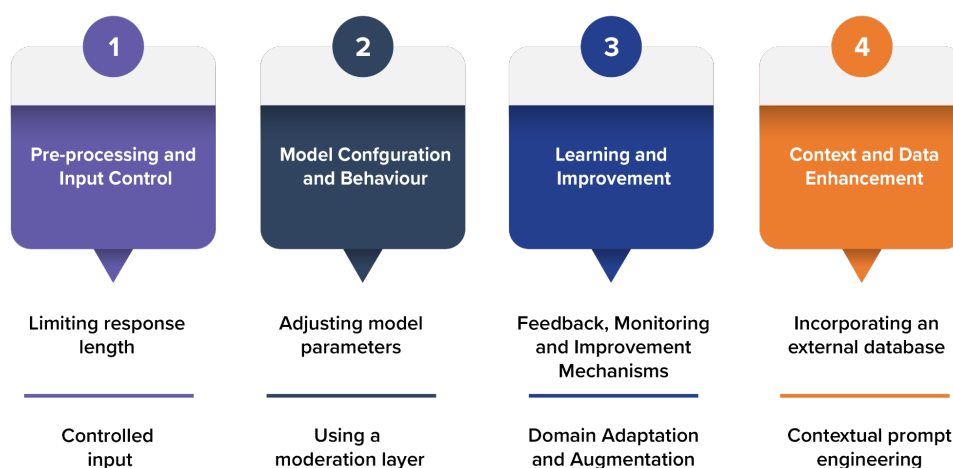 1
Pre-processing and
Input Control
Limiting response
length
Controlled
input
2
Model Confguration
and Behaviour
Adjusting model
parameters
Using a
moderation layer
3
Learning and
Improvement
Feedback, Monitoring
and Improvement
Mechanisms
Domain Adaptation
and Augmentation
4
Context and Data
Enhancement
Incorporating an
external database
Contextual prompt
engineering